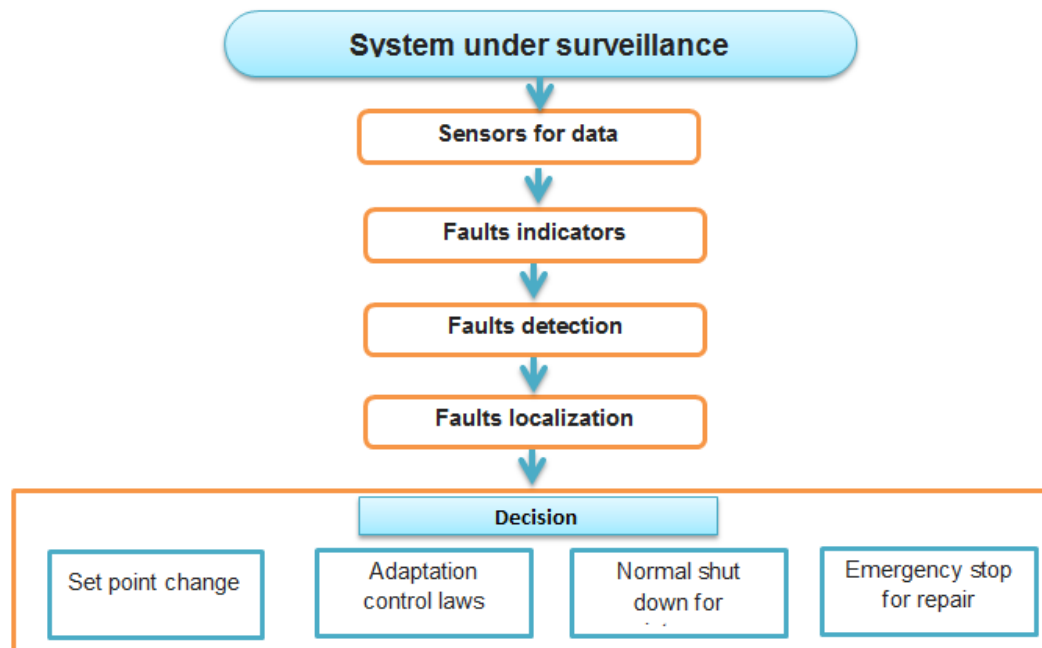 System under surveillance
Sensors for data
Faults indicators
Faults detection
Faults localization
Decision
Set point change
Adaptation
control laws
Normal shut
down for
Emergency stop
for repair